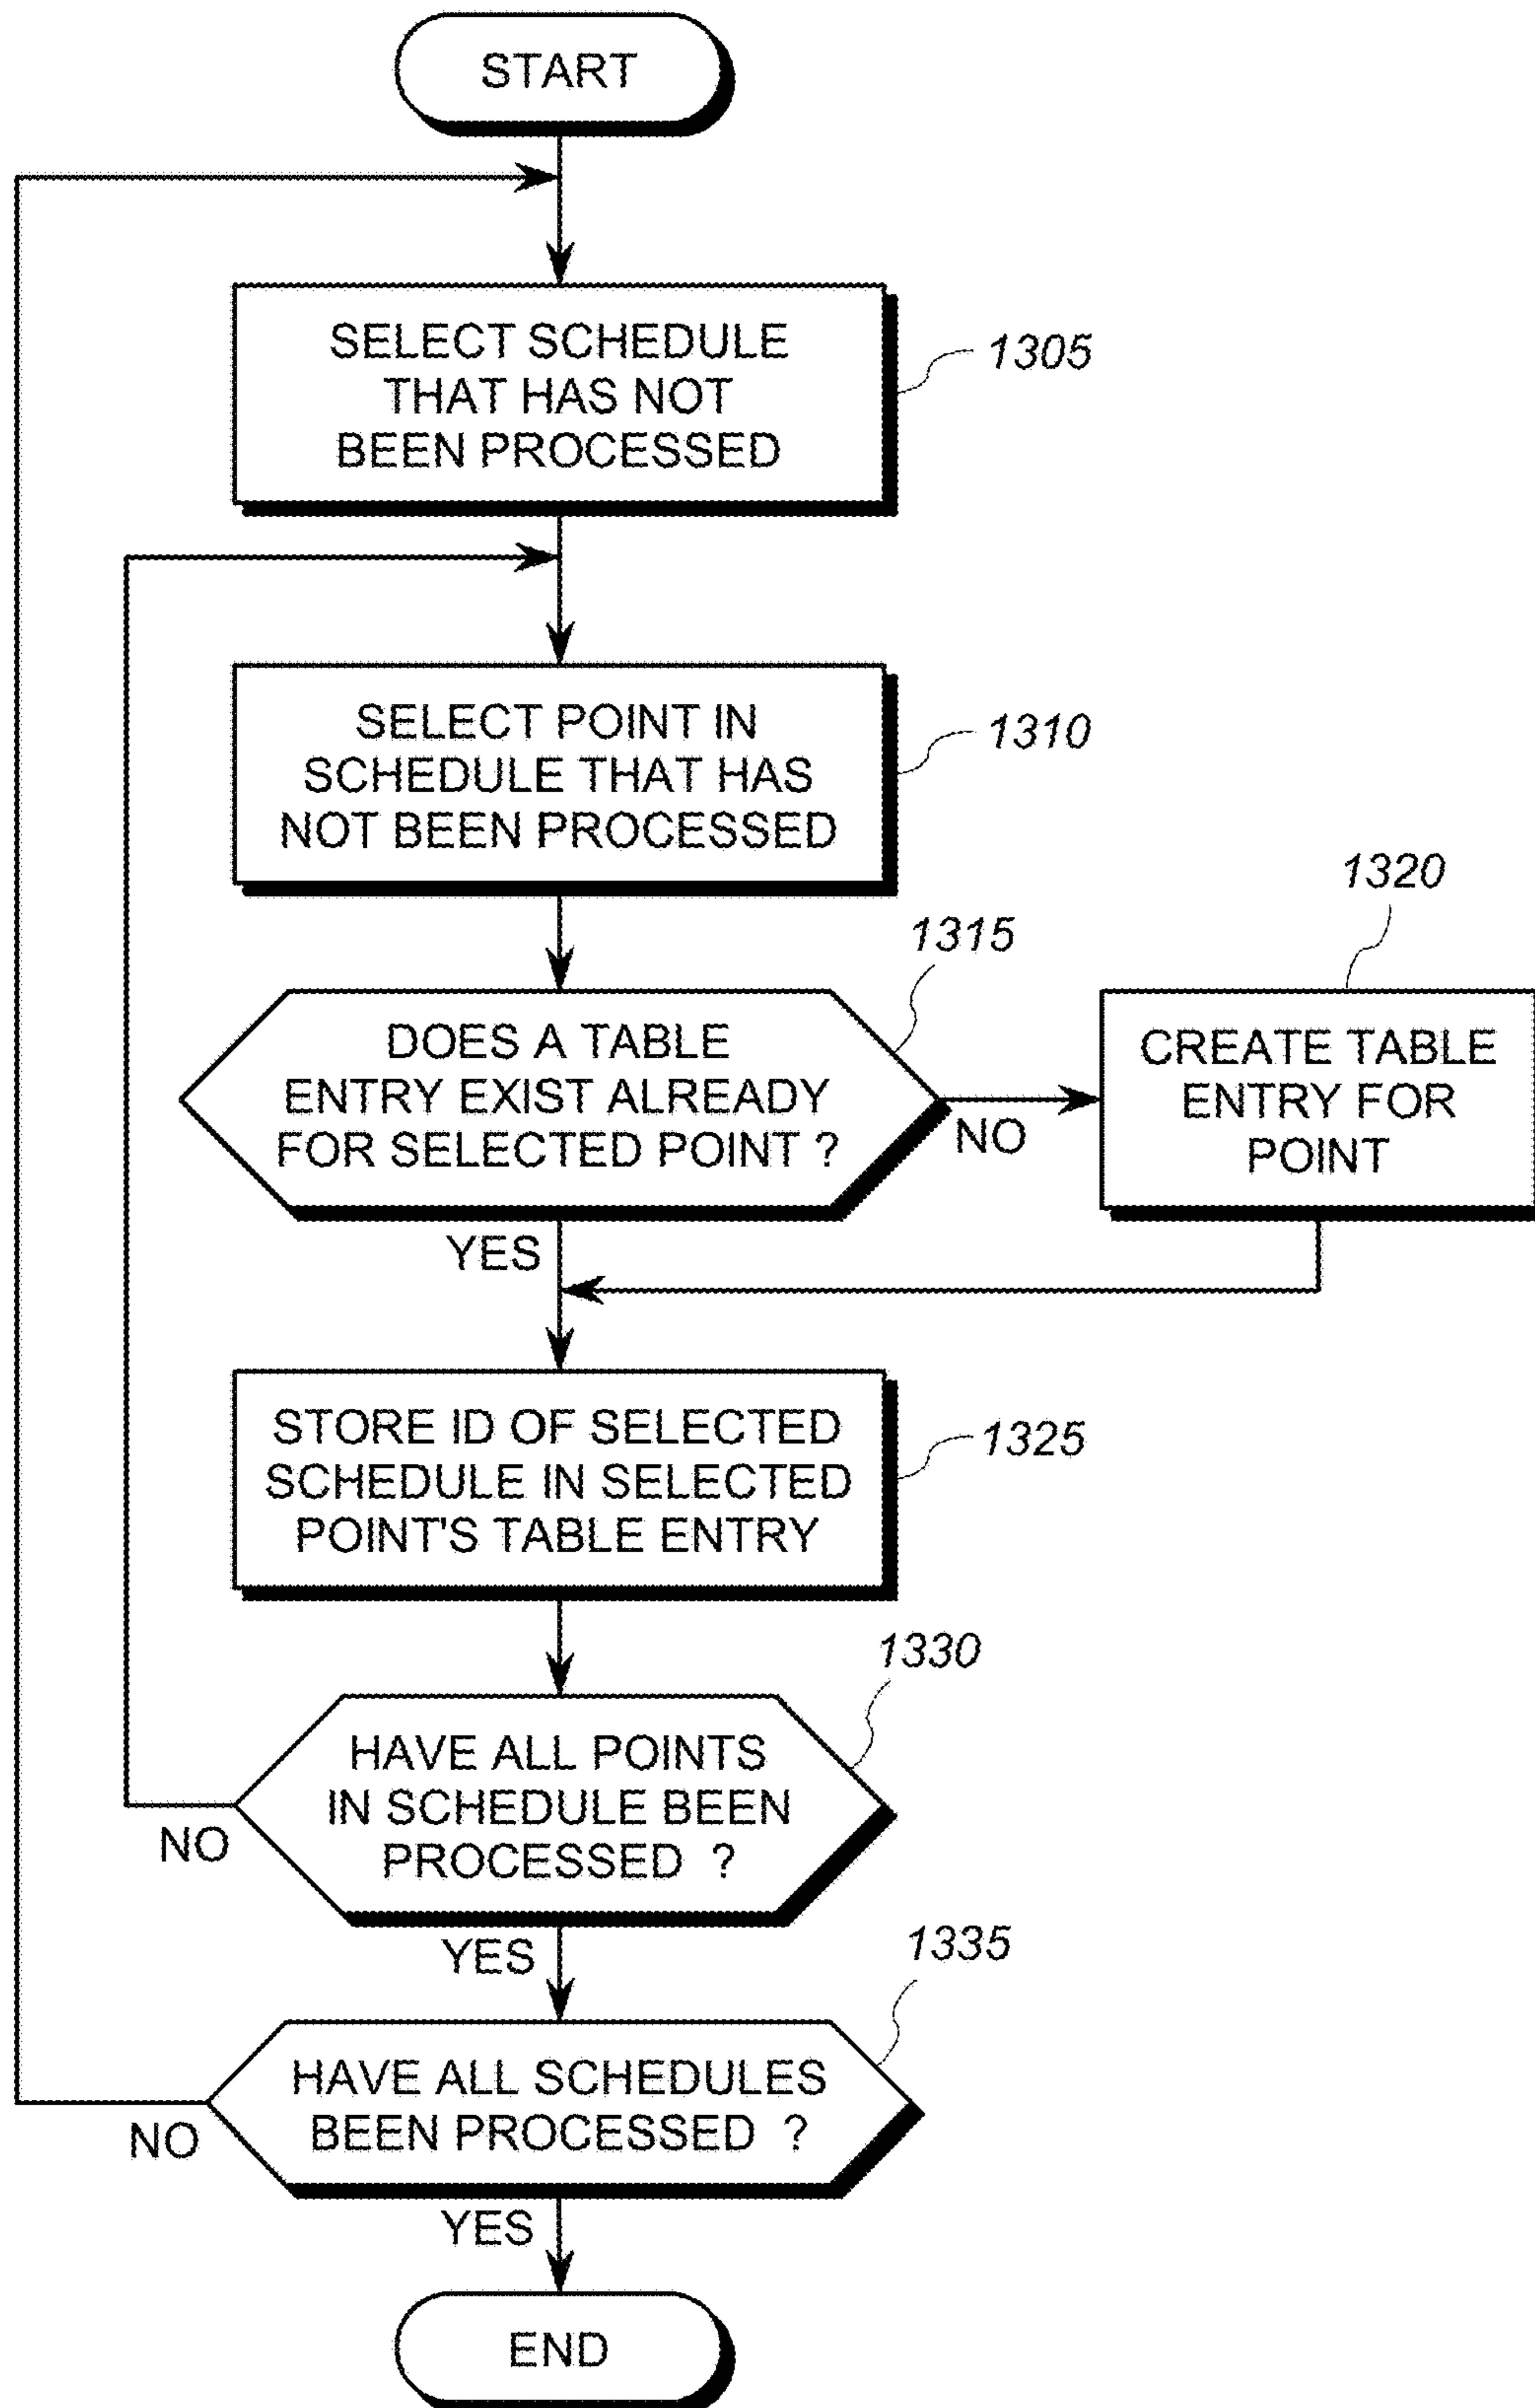 START
SELECT SCHEDULE
THAT HAS NOT
BEEN PROCESSED
1305
SELECT POINT IN
SCHEDULE THAT HAS
NOT BEEN PROCESSED
1310
1315
DOES A TABLE
ENTRY EXIST ALREADY
FOR SELECTED POINT ?
NO
1320
CREATE TABLE
ENTRY FOR
POINT
YES
STORE ID OF SELECTED
SCHEDULE IN SELECTED
POINT'S TABLE ENTRY
1325
1330
HAVE ALL POINTS
IN SCHEDULE BEEN
PROCESSED ?
NO
YES
1335
HAVE ALL SCHEDULES
BEEN PROCESSED ?
NO
YES
END